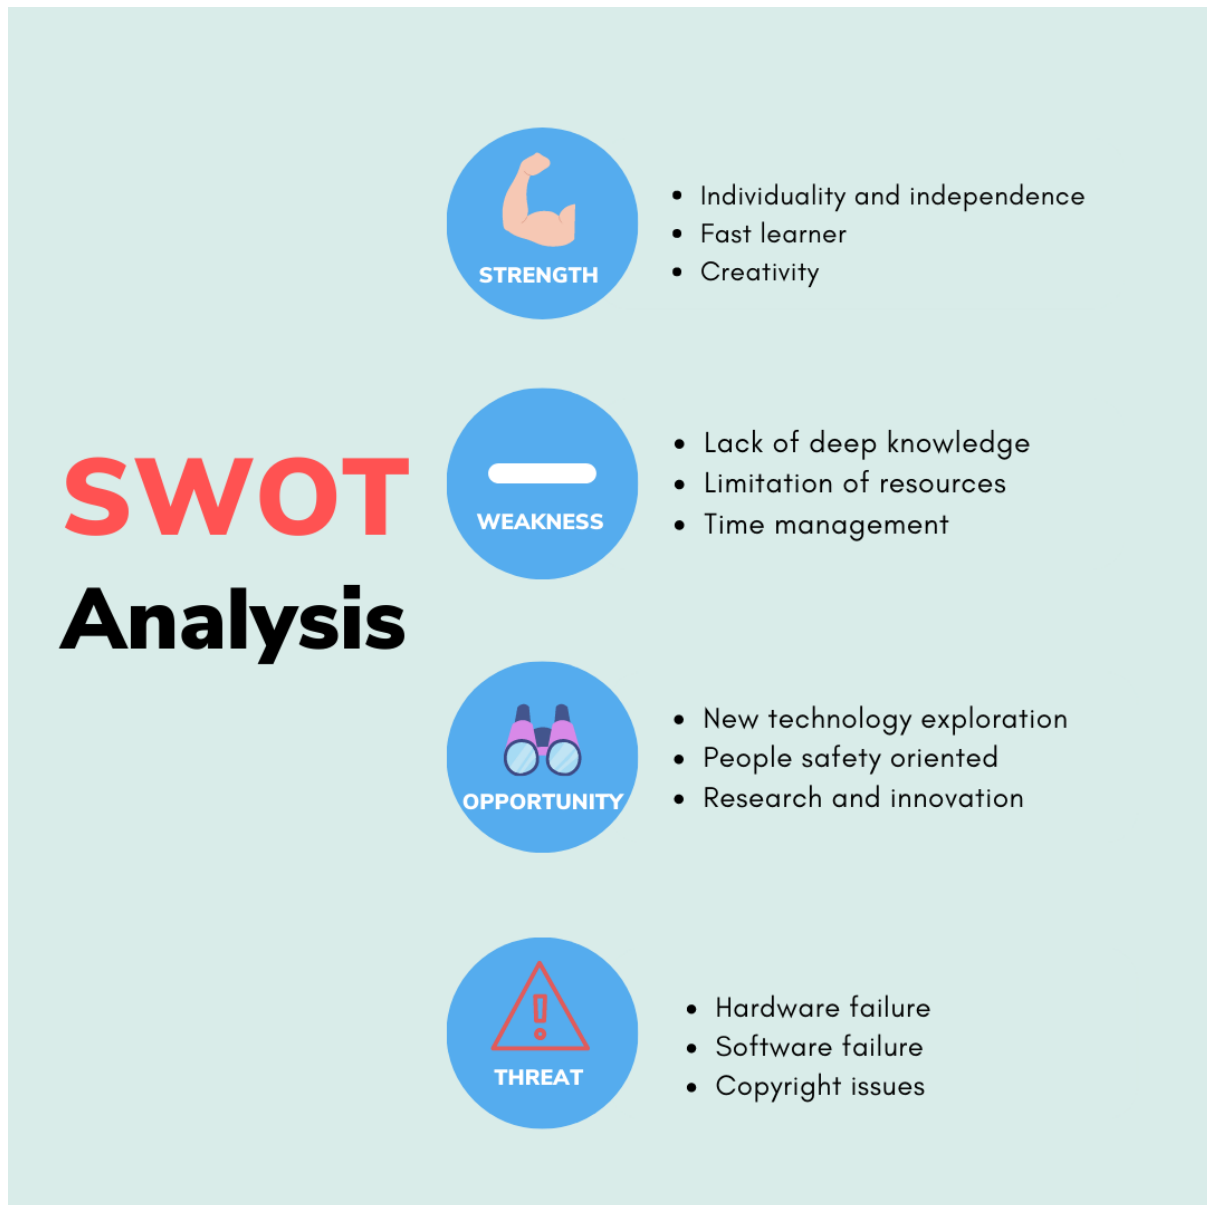 SWOT
Analysis
STRENGTH
• Individuality and independence
• Fast learner
• Creativity
WEAKNESS
• Lack of deep knowledge
• Limitation of resources
• Time management
OPPORTUNITY
• New technology exploration
• People safety oriented
• Research and innovation
THREAT
• Hardware failure
• Software failure
• Copyright issues